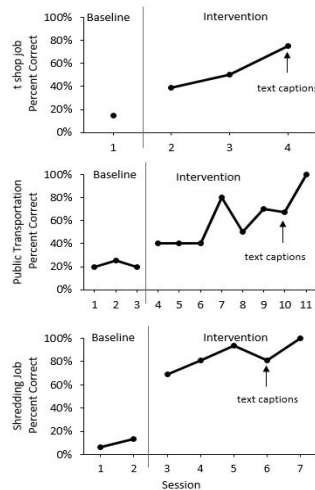 Baseline Intervention
t shop job
Percent Correct
100%
80%
60%
40%
20%
0%
text captions
1 2 3 4
Baseline Intervention
Public Transportation
Percent Correct
100%
80%
60%
40%
20%
0%
text captions
1 2 3 4 5 6 7 8 9 10 11
Baseline Intervention
Shredding Job
Percent Correct
100%
80%
60%
40%
20%
0%
text captions
1 2 3 4 5 6 7
Session